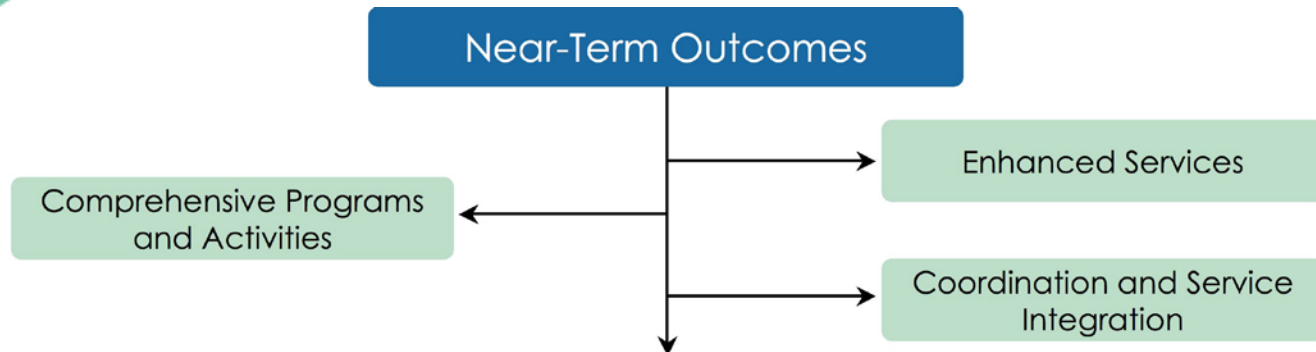 Near-Term Outcomes
Enhanced Services
Comprehensive Programs
and Activities
Coordination and Service
Integration